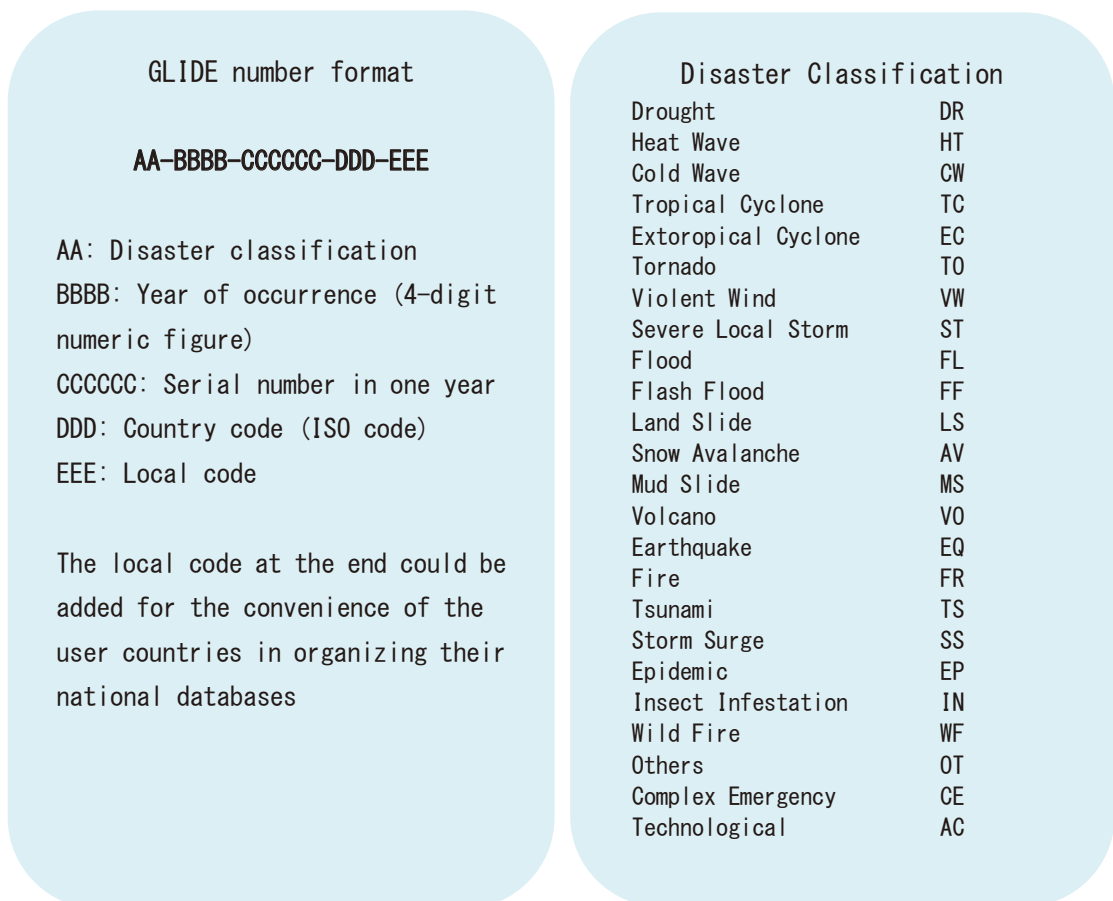 GLIDE number format
AA-BBBB-CCCCCC-DDD-EEE
AA: Disaster classification
BBBB: Year of occurrence (4-digit
numeric figure)
CCCCCC: Serial number in one year
DDD: Country code (ISO code)
EEE: Local code
The local code at the end could be
added for the convenience of the
user countries in organizing their
national databases
Disaster Classification
Drought DR
Heat Wave HT
Cold Wave CW
Tropical Cyclone TC
Extoropical Cyclone EC
Tornado TO
Violent Wind VW
Severe Local Storm ST
Flood FL
Flash Flood FF
Land Slide LS
Snow Avalanche AV
Mud Slide MS
Volcano VO
Earthquake EQ
Fire FR
Tsunami TS
Storm Surge SS
Epidemic EP
Insect Infestation IN
Wild Fire WF
Others OT
Complex Emergency CE
Technological AC